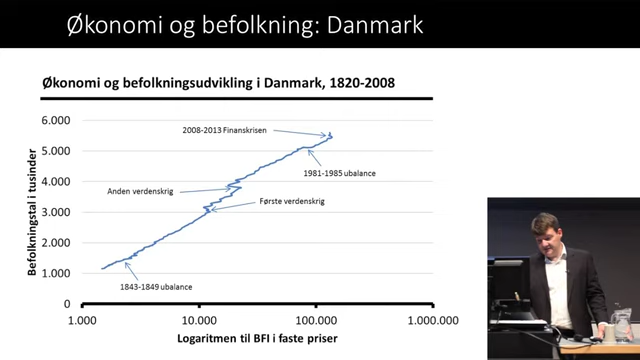 Økonomi og befolkning: Danmark
Økonomi og befolkningsudvikling i Danmark, 1820-2008
Befolkningstal i tusinder
6.000
5.000
4.000
3.000
2.000
1.000
0
2008-2013 Finanskrisen
1981-1985 ubalance
Anden verdenskrig
Første verdenskrig
1843-1849 ubalance
1.000
10.000
100.000
1.000.000
Logaritmen til BFI i faste priser